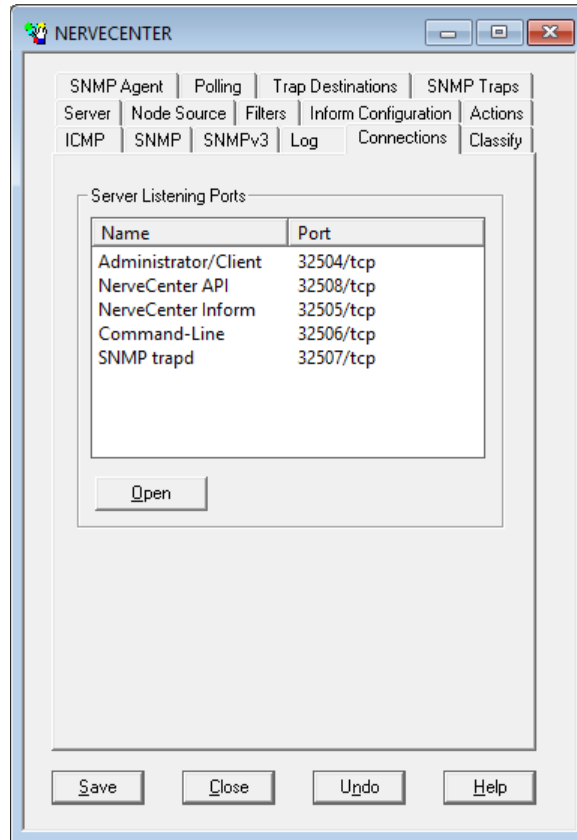 NERVECENTER
SNMP Agent Polling Trap Destinations SNMP Traps
Server Node Source Filters Inform Configuration Actions
ICMP SNMP SNMPv3 Log Connections Classify
Server Listening Ports
Name Port
Administrator/Client 32504/tcp
NerveCenter API 32508/tcp
NerveCenter Inform 32505/tcp
Command-Line 32506/tcp
SNMP trapd 32507/tcp
Open
Save Close Undo Help